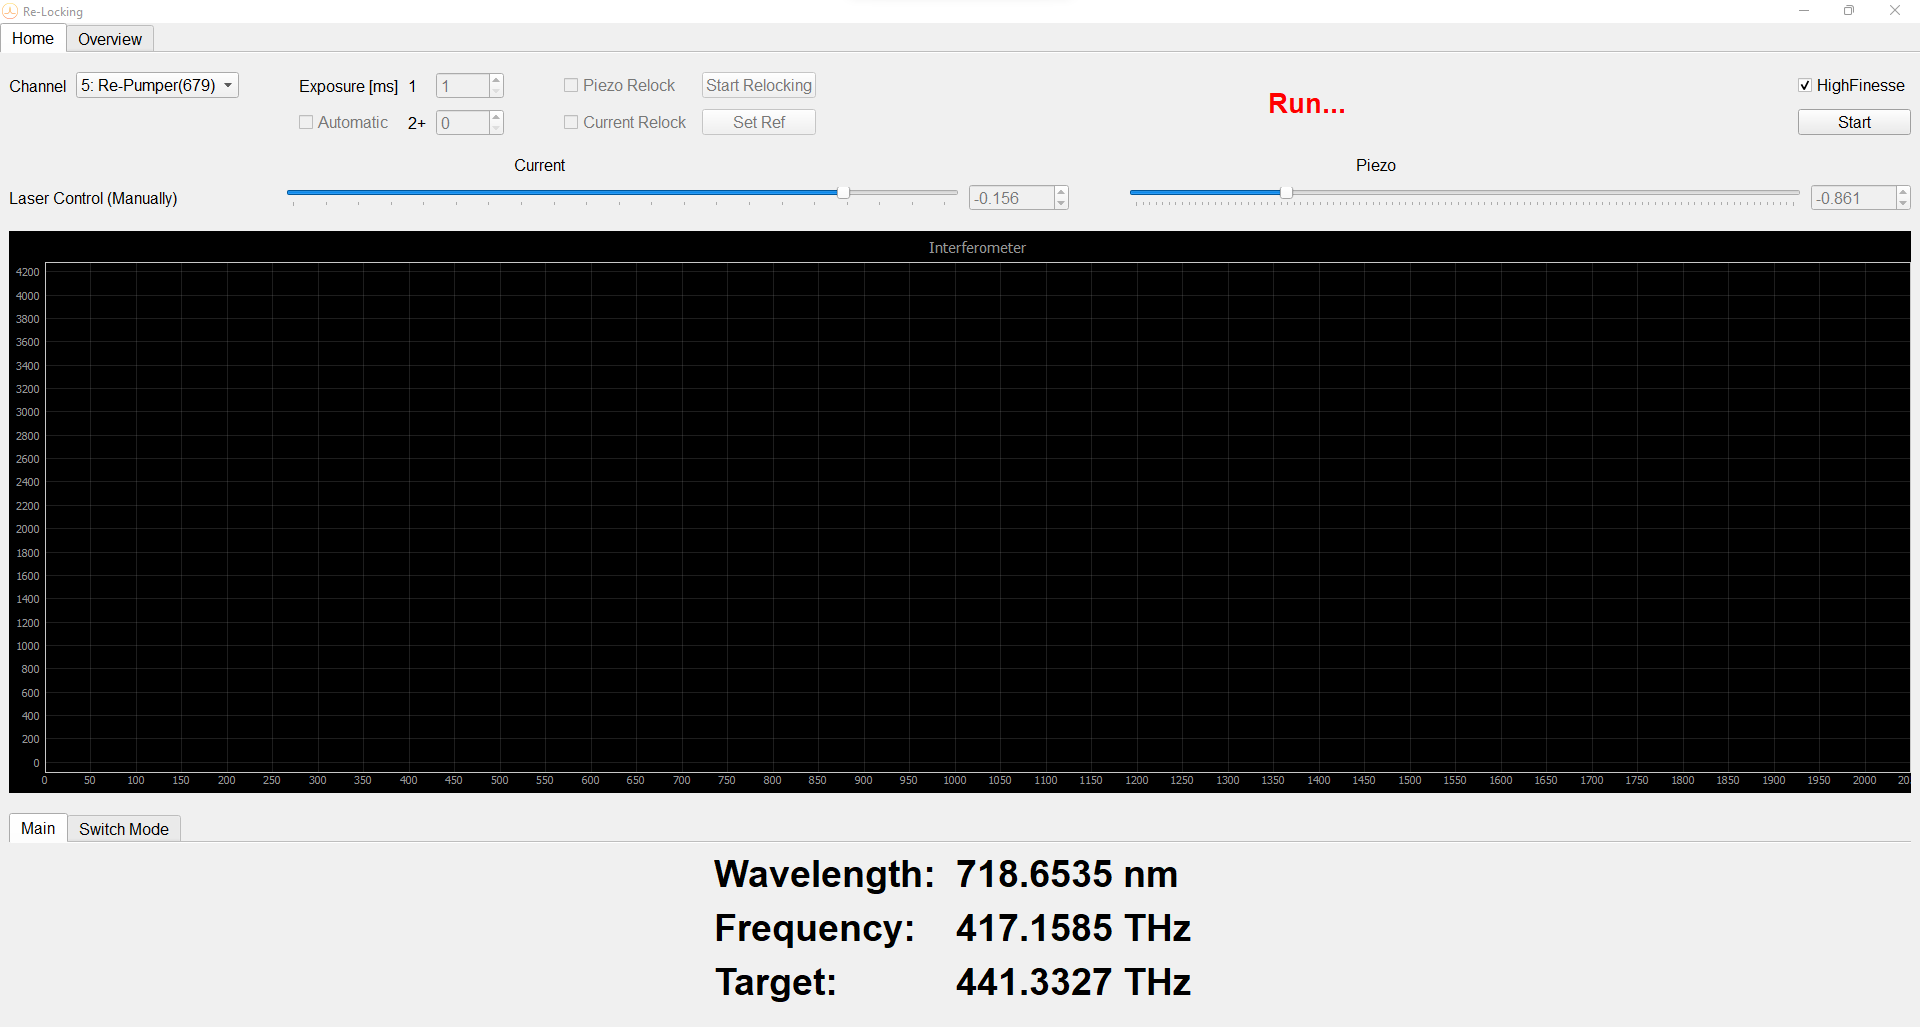 Re-Locking
Home Overview
Channel 5: Re-Pumper(679) Exposure [ms] 1 1 Piezo Relock Start Relocking Run... HighFinesse
Automatic 2+ 0 Current Relock Set Ref Start
Current Piezo
Laser Control (Manually) -0.156 -0.861
Interferometer
4200
4000
3800
3600
3400
3200
3000
2800
2600
2400
2200
2000
1800
1600
1400
1200
1000
800
600
400
200
0
0 50 100 150 200 250 300 350 400 450 500 550 600 650 700 750 800 850 900 950 1000 1050 1100 1150 1200 1250 1300 1350 1400 1450 1500 1550 1600 1650 1700 1750 1800 1850 1900 1950 2000 20
Main Switch Mode
Wavelength: 718.6535 nm
Frequency: 417.1585 THz
Target: 441.3327 THz